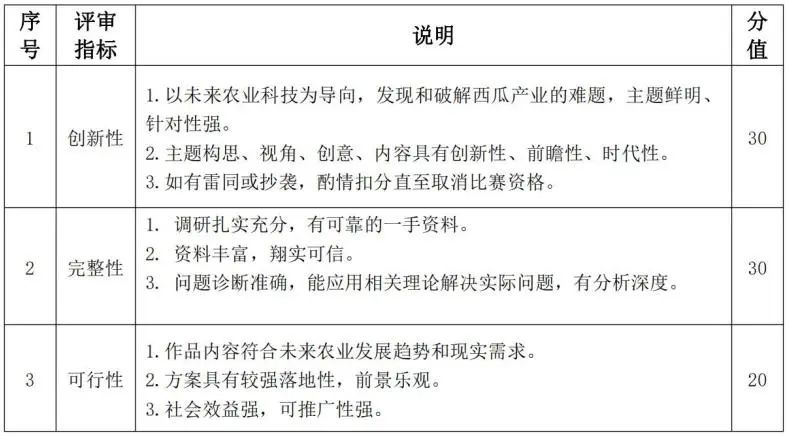 序号
评审指标
说明
分值
1
创新性
1.以未来农业科技为导向，发现和破解西瓜产业的难题，主题鲜明、
针对性强。
2.主题构思、视角、创意、内容具有创新性、前瞻性、时代性。
3.如有雷同或抄袭，酌情扣分直至取消比赛资格。
30
2
完整性
1. 调研扎实充分，有可靠的一手资料。
2. 资料丰富，翔实可信。
3. 问题诊断准确，能应用相关理论解决实际问题，有分析深度。
30
3
可行性
1.作品内容符合未来农业发展趋势和现实需求。
2.方案具有较强落地性，前景乐观。
3.社会效益强，可推广性强。
20